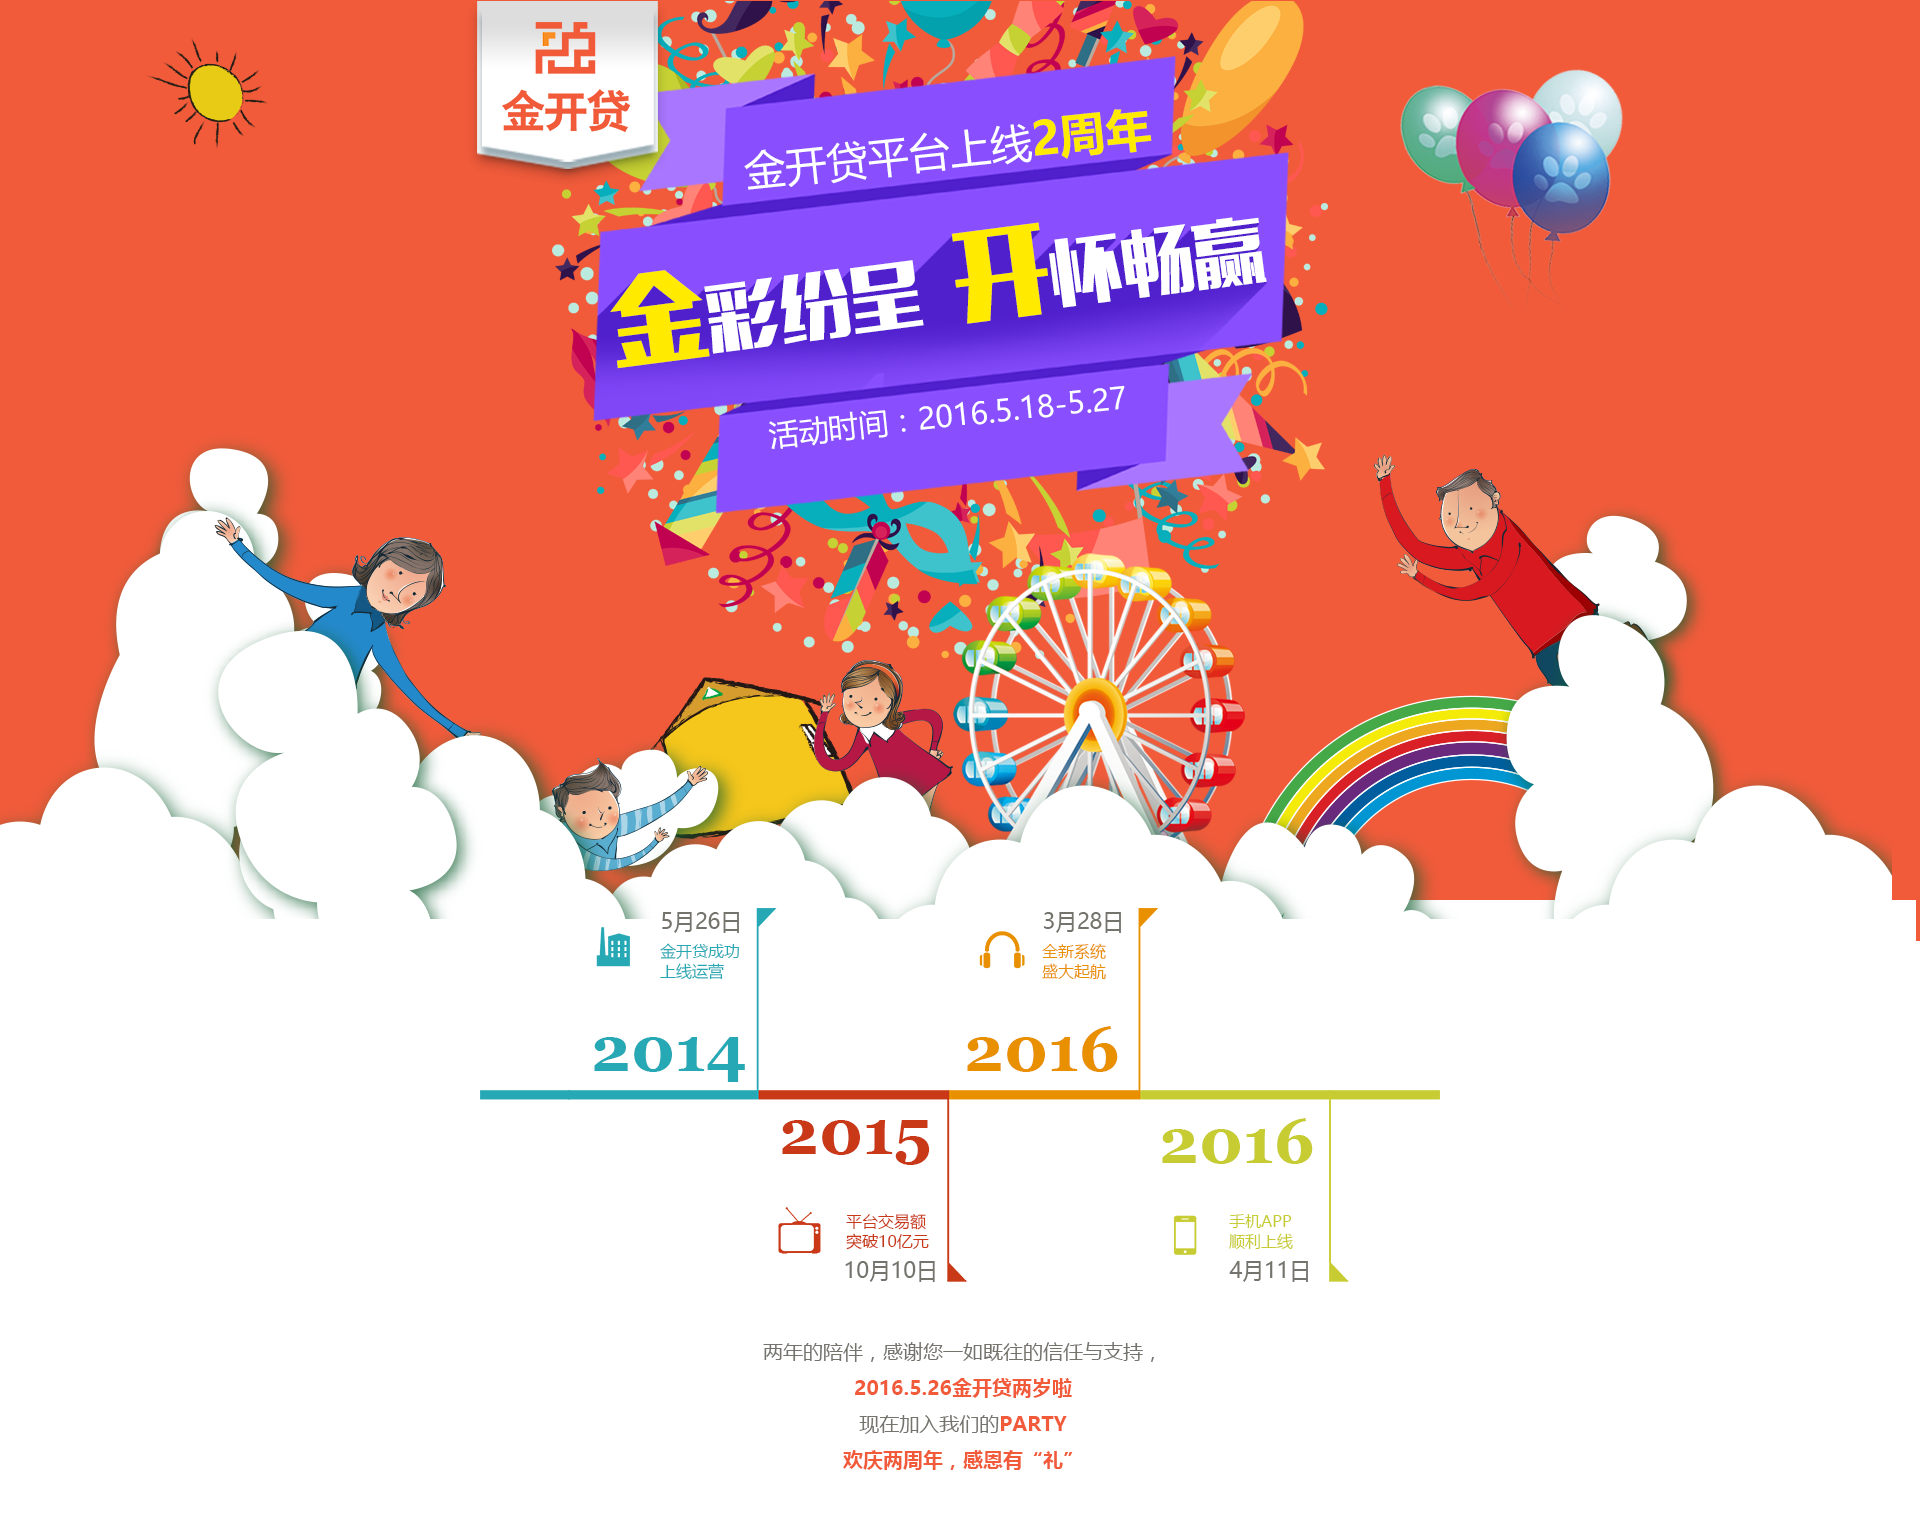 金开贷
金开贷平台上线2周年
金彩纷呈 开怀畅赢
活动时间：2016.5.18-5.27
5月26日
金开贷成功
上线运营
2014
3月28日
全新系统
盛大起航
2016
2015
平台交易额
突破10亿元
10月10日
2016
手机APP
顺利上线
4月11日
两年的陪伴，感谢您一如既往的信任与支持，
2016.5.26金开贷两岁啦
现在加入我们的PARTY
欢庆两周年，感恩有“礼”